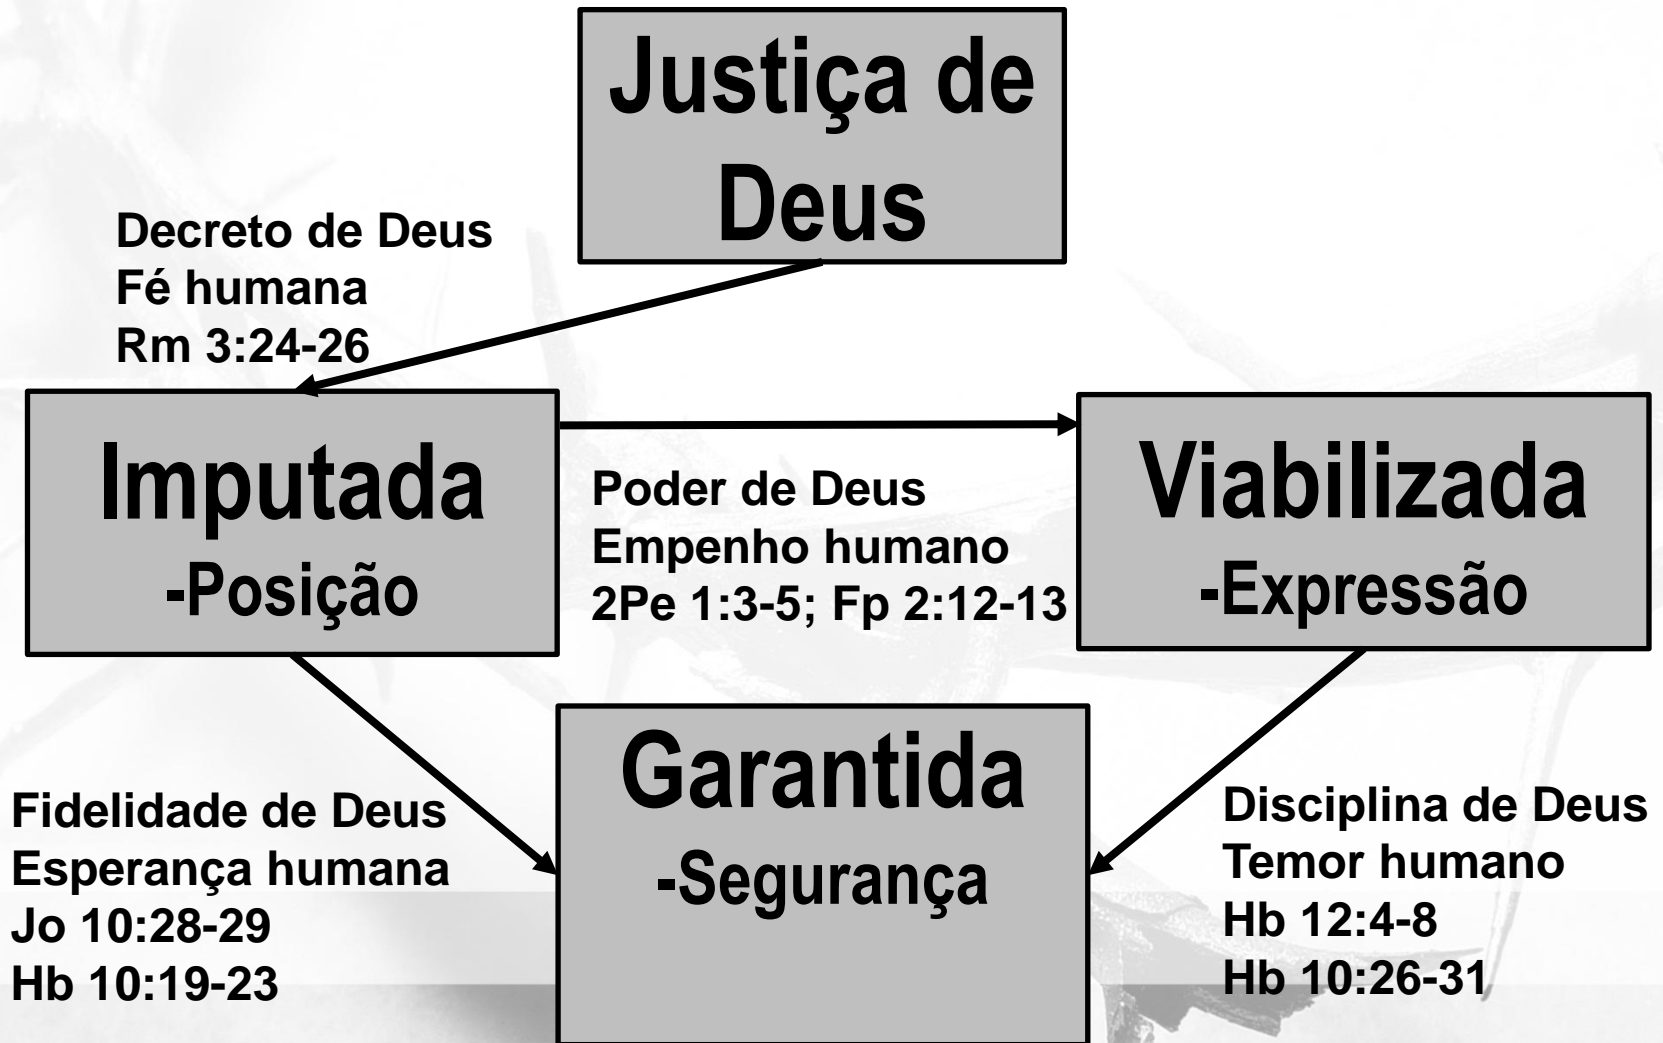 Justiça de
Deus
Decreto de Deus
Fé humana
Rm 3:24-26
Imputada
-Posição
Poder de Deus
Empenho humano
2Pe 1:3-5; Fp 2:12-13
Viabilizada
-Expressão
Fidelidade de Deus
Esperança humana
Jo 10:28-29
Hb 10:19-23
Garantida
-Segurança
Disciplina de Deus
Temor humano
Hb 12:4-8
Hb 10:26-31